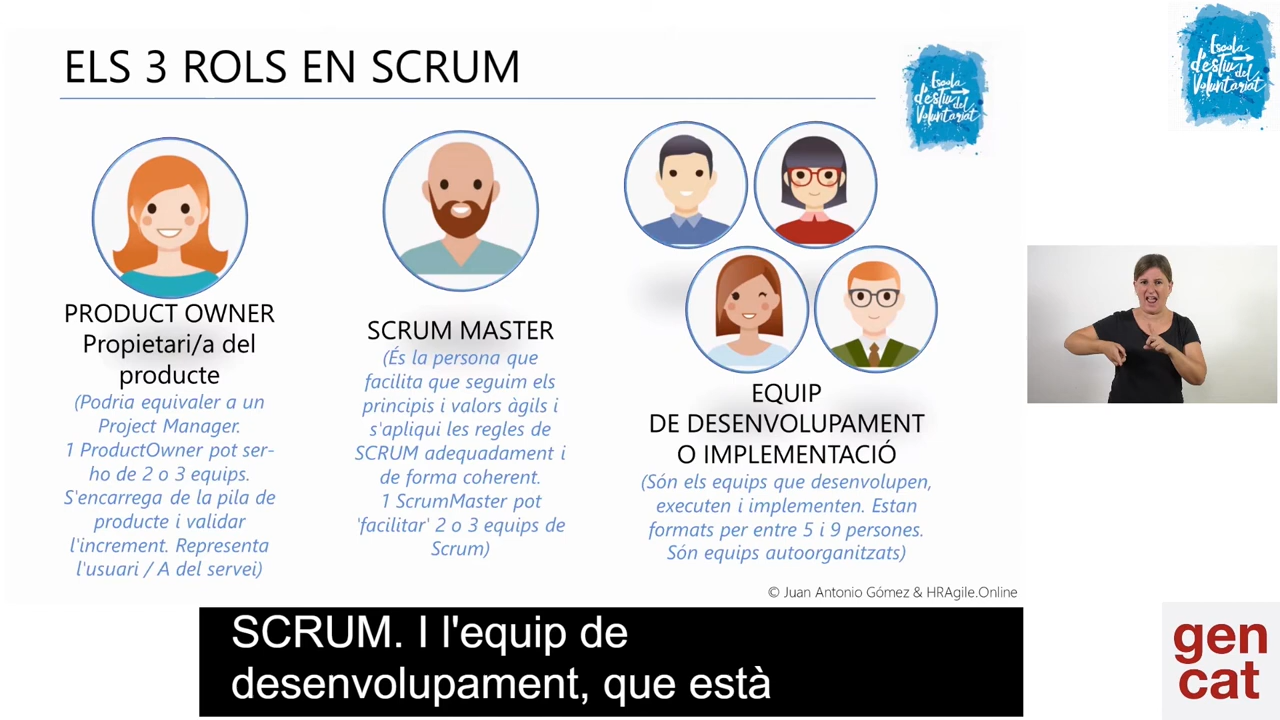 ELS 3 ROLS EN SCRUM
Escola
d'estiu
del
Voluntariat
Escola
d'estiu
del
Voluntariat
PRODUCT OWNER
Propietari/a del
producte
(Podria equivaler a un
Project Manager.
1 ProductOwner pot ser-
ho de 2 o 3 equips.
S'encarrega de la pila de
producte i validar
l'increment. Representa
l'usuari / A del servei)
SCRUM MASTER
(És la persona que
facilita que seguim els
principis i valors àgils i
s'apliqui les regles de
SCRUM adequadament i
de forma coherent.
1 ScrumMaster pot
'facilitar' 2 o 3 equips de
Scrum)
EQUIP
DE DESENVOLUPAMENT
O IMPLEMENTACIÓ
(Són els equips que desenvolupen,
executen i implementen. Estan
formats per entre 5 i 9 persones.
Són equips autoorganitzats)
© Juan Antonio Gómez & HRAgile.Online
SCRUM. I l'equip de
desenvolupament, que està
gen
cat